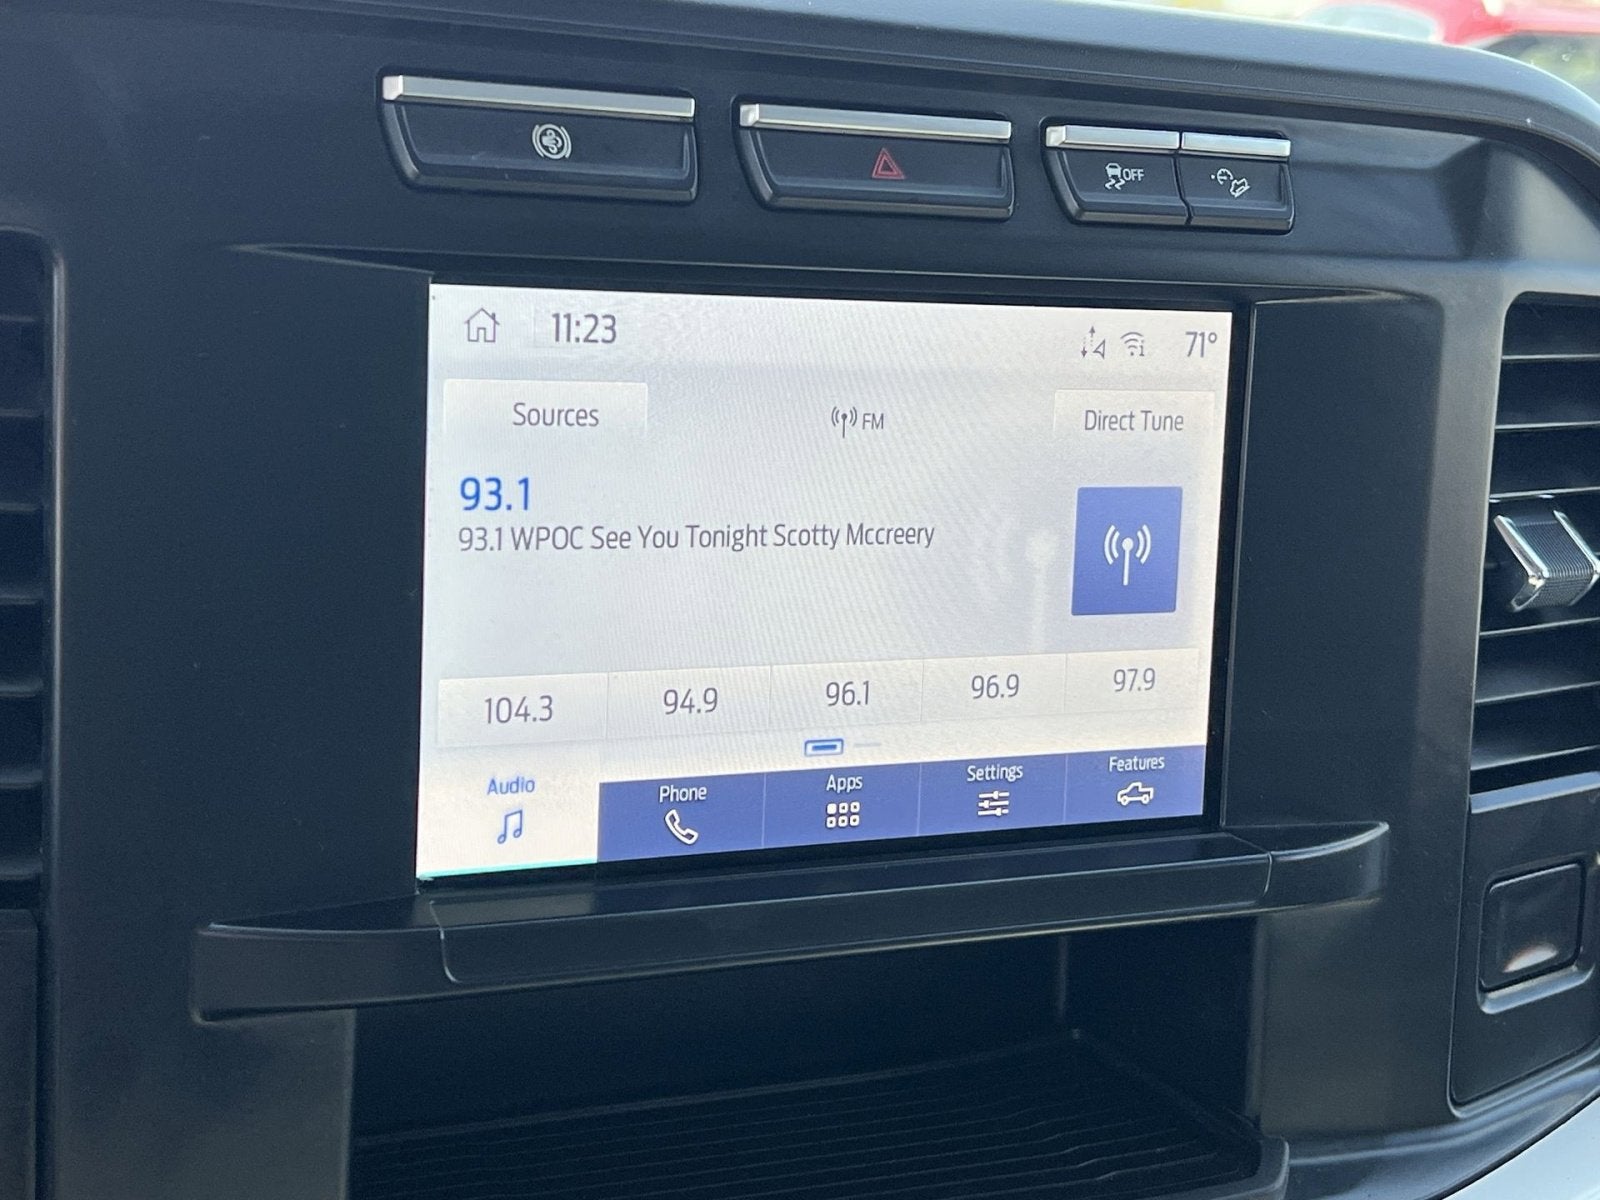 OFF
11:23
71°
Sources
FM
Direct Tune
93.1
93.1 WPOC See You Tonight Scotty Mccreery
104.3
94.9
96.1
96.9
97.9
Audio
Phone
Apps
Settings
Features